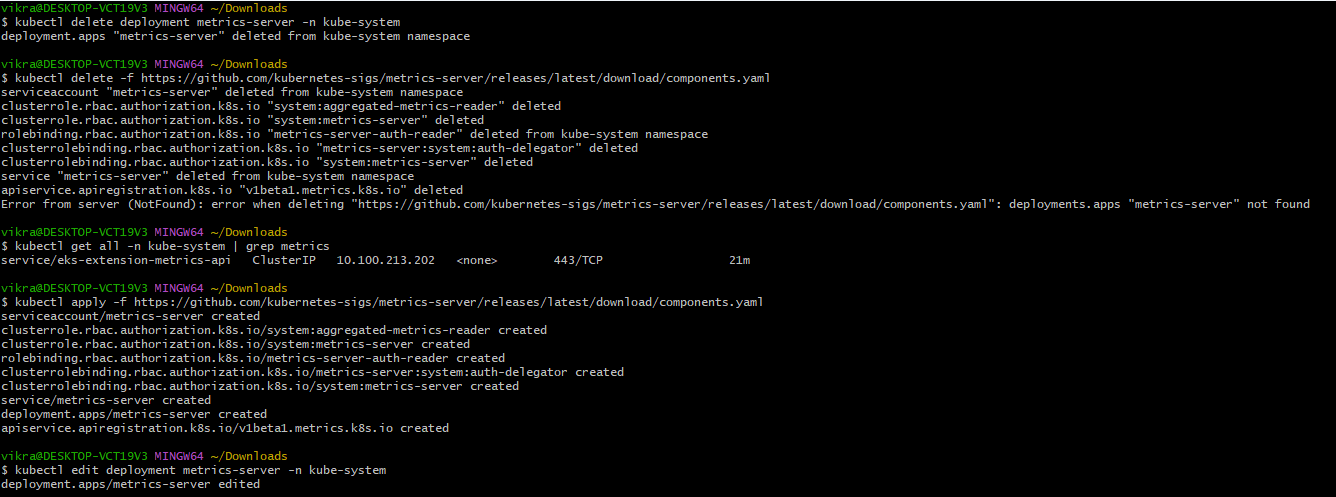 vikra@DESKTOP-VCT19V3 MINGW64 ~/Downloads
$ kubectl delete deployment metrics-server -n kube-system
deployment.apps "metrics-server" deleted from kube-system namespace
vikra@DESKTOP-VCT19V3 MINGW64 ~/Downloads
$ kubectl delete -f https://github.com/kubernetes-sigs/metrics-server/releases/latest/download/components.yaml
serviceaccount "metrics-server" deleted from kube-system namespace
clusterrole.rbac.authorization.k8s.io "system:aggregated-metrics-reader" deleted
clusterrole.rbac.authorization.k8s.io "system:metrics-server" deleted
rolebinding.rbac.authorization.k8s.io "metrics-server-auth-reader" deleted from kube-system namespace
clusterrolebinding.rbac.authorization.k8s.io "metrics-server:system:auth-delegator" deleted
clusterrolebinding.rbac.authorization.k8s.io "system:metrics-server" deleted
service "metrics-server" deleted from kube-system namespace
apiservice.apiregistration.k8s.io "v1beta1.metrics.k8s.io" deleted
Error from server (NotFound): error when deleting "https://github.com/kubernetes-sigs/metrics-server/releases/latest/download/components.yaml": deployments.apps "metrics-server" not found
vikra@DESKTOP-VCT19V3 MINGW64 ~/Downloads
$ kubectl get all -n kube-system | grep metrics
service/eks-extension-metrics-api   ClusterIP   10.100.213.202   <none>        443/TCP                  21m
vikra@DESKTOP-VCT19V3 MINGW64 ~/Downloads
$ kubectl apply -f https://github.com/kubernetes-sigs/metrics-server/releases/latest/download/components.yaml
serviceaccount/metrics-server created
clusterrole.rbac.authorization.k8s.io/system:aggregated-metrics-reader created
clusterrole.rbac.authorization.k8s.io/system:metrics-server created
rolebinding.rbac.authorization.k8s.io/metrics-server-auth-reader created
clusterrolebinding.rbac.authorization.k8s.io/metrics-server:system:auth-delegator created
clusterrolebinding.rbac.authorization.k8s.io/system:metrics-server created
service/metrics-server created
deployment.apps/metrics-server created
apiservice.apiregistration.k8s.io/v1beta1.metrics.k8s.io created
vikra@DESKTOP-VCT19V3 MINGW64 ~/Downloads
$ kubectl edit deployment metrics-server -n kube-system
deployment.apps/metrics-server edited